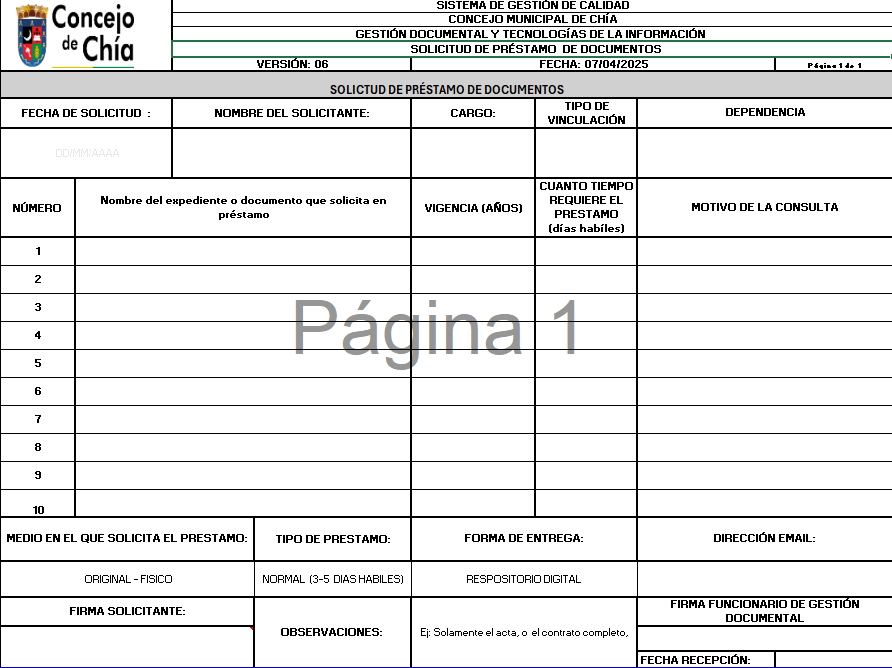 Concejo
de Chía
SISTEMA DE GESTIÓN DE CALIDAD
CONCEJO MUNICIPAL DE CHÍA
GESTIÓN DOCUMENTAL Y TECNOLOGÍAS DE LA INFORMACIÓN
SOLICITUD DE PRÉSTAMO DE DOCUMENTOS
VERSIÓN: 06
FECHA: 07/04/2025
Página 1 de 1
SOLICTUD DE PRÉSTAMO DE DOCUMENTOS
FECHA DE SOLICITUD :
NOMBRE DEL SOLICITANTE:
CARGO:
TIPO DE
VINCULACIÓN
DEPENDENCIA
DD/MM/AAAA
NÚMERO
Nombre del expediente o documento que solicita en
préstamo
VIGENCIA (AÑOS)
CUANTO TIEMPO
REQUIERE EL
PRESTAMO
(días habíles)
MOTIVO DE LA CONSULTA
1
2
3
4
5
6
7
8
9
10
Página 1
MEDIO EN EL QUE SOLICITA EL PRESTAMO:
TIPO DE PRESTAMO:
FORMA DE ENTREGA:
DIRECCIÓN EMAIL:
ORIGINAL - FISICO
NORMAL (3-5 DIAS HABILES)
RESPOSITORIO DIGITAL
FIRMA SOLICITANTE:
OBSERVACIONES:
Ej: Solamente el acta, o el contrato completo,
FIRMA FUNCIONARIO DE GESTIÓN
DOCUMENTAL
FECHA RECEPCIÓN: